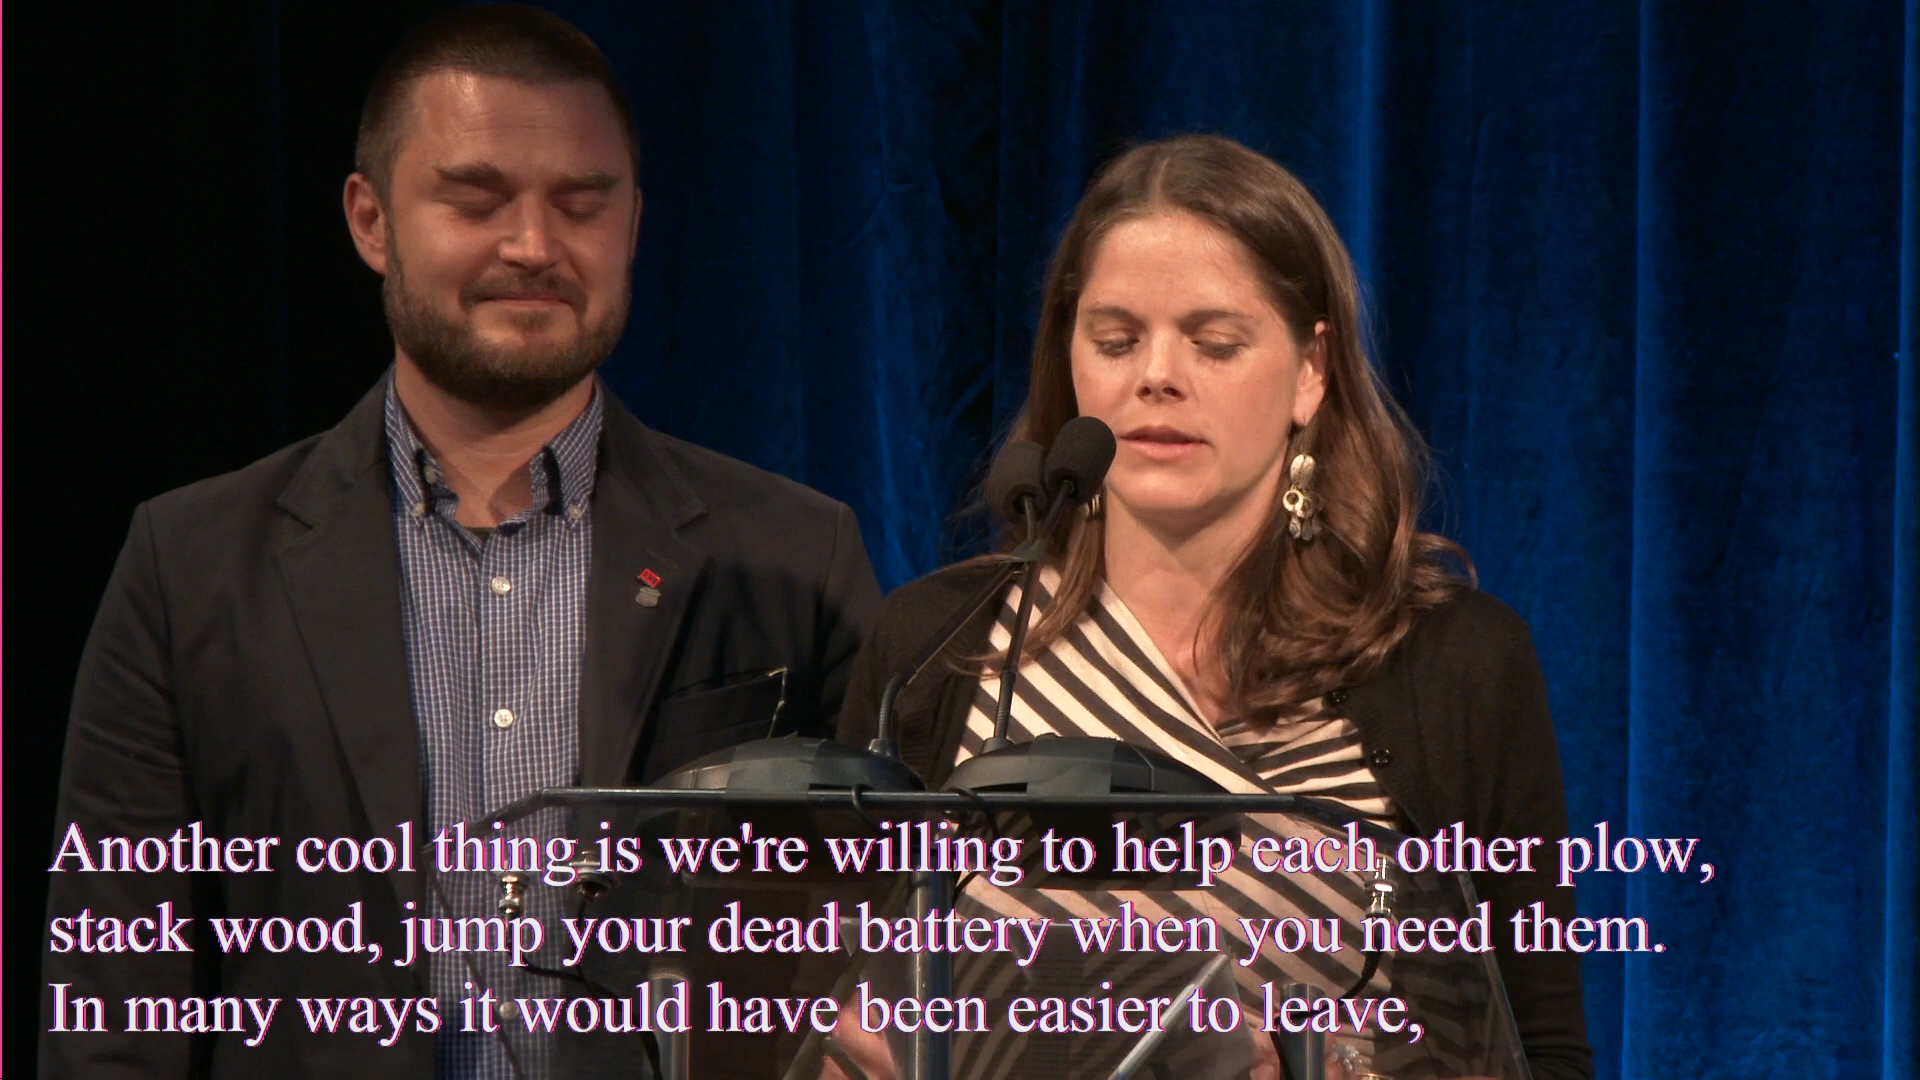 Another cool thing is we're willing to help each other plow,
stack wood, jump your dead battery when you need them.
In many ways it would have been easier to leave,